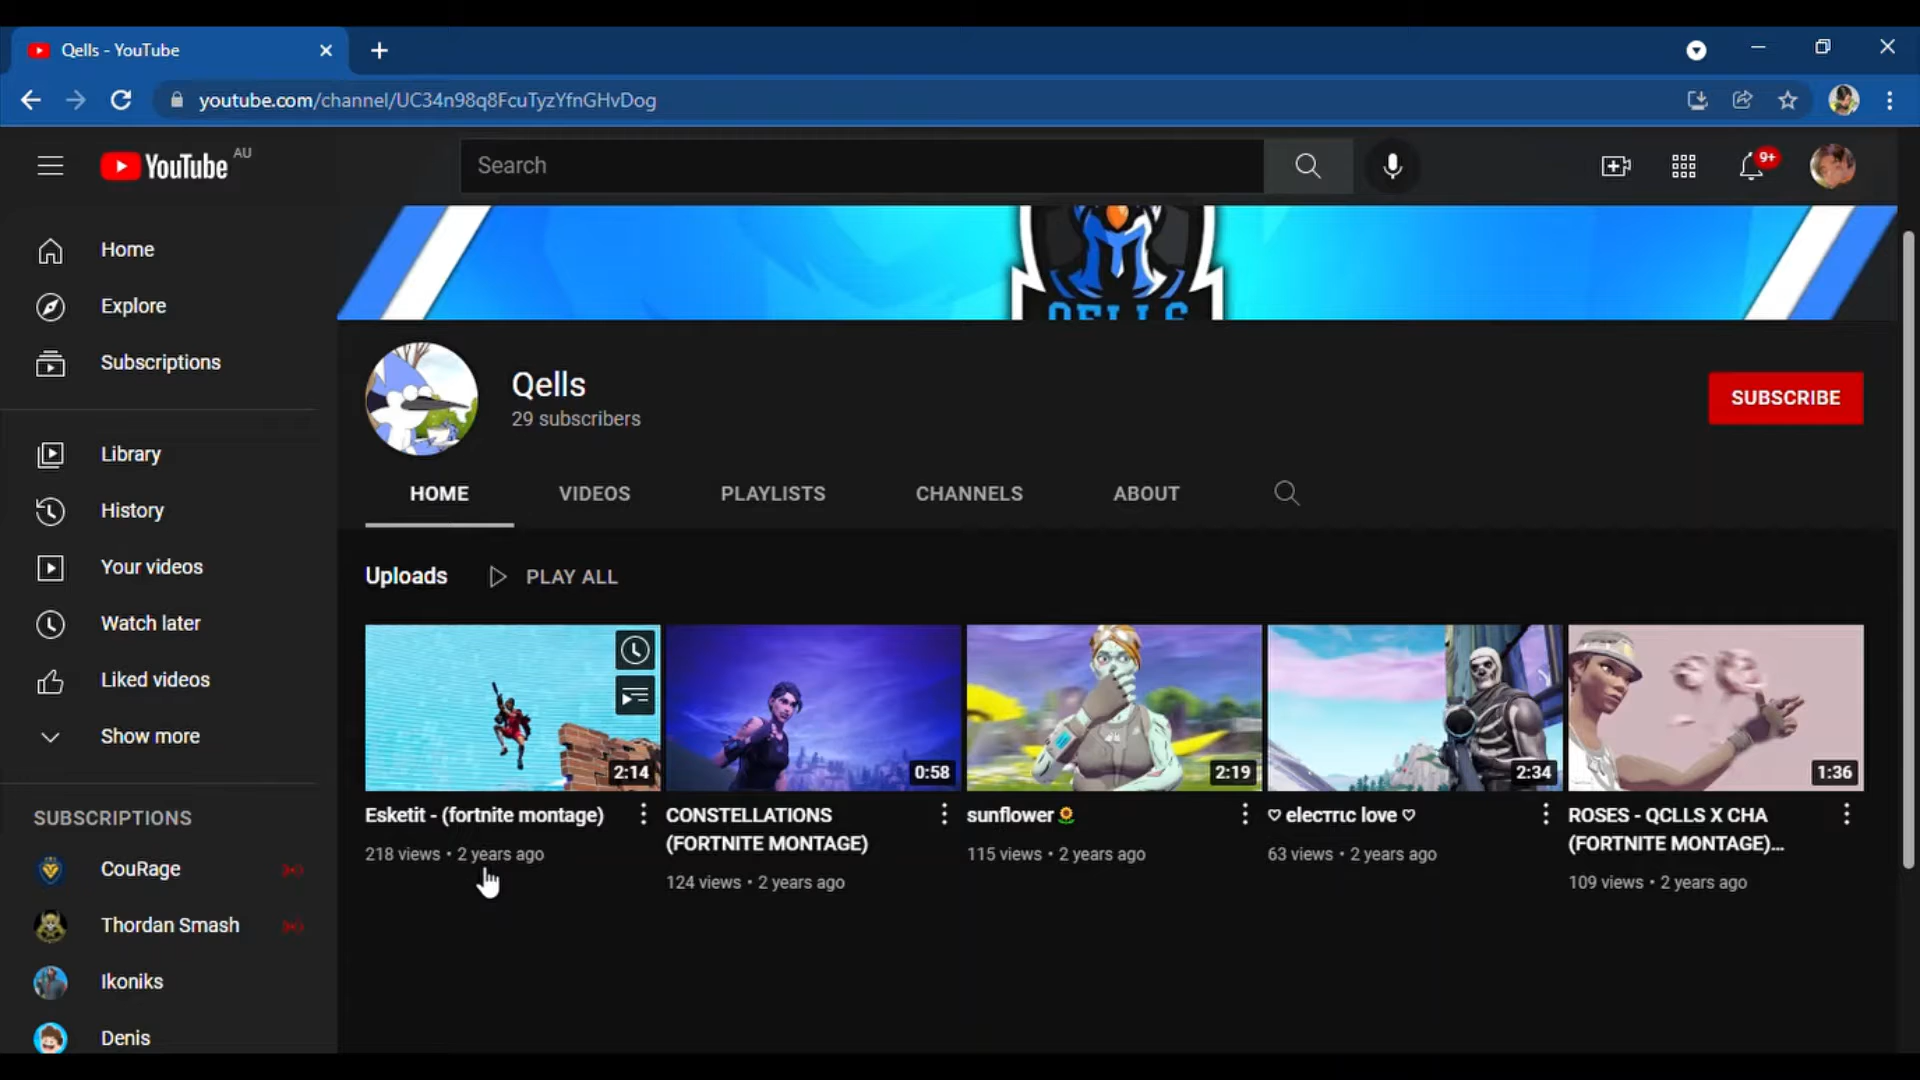 Qells - YouTube
youtube.com/channel/UC34n98q8FcuTyzYfnGHvDog
YouTube AU
Search
9+
Home
Explore
Subscriptions
Library
History
Your videos
Watch later
Liked videos
Show more
SUBSCRIPTIONS
CouRage
Thordan Smash
Ikoniks
Denis
QELLS
Qells
29 subscribers
SUBSCRIBE
HOME VIDEOS PLAYLISTS CHANNELS ABOUT
Uploads PLAY ALL
2:14
Esketit - (fortnite montage)
218 views • 2 years ago
0:58
CONSTELLATIONS
(FORTNITE MONTAGE)
124 views • 2 years ago
2:19
sunflower🌻
115 views • 2 years ago
2:34
♡ elecтrιc love ♡
63 views • 2 years ago
1:36
ROSES - QCLLS X CHA
(FORTNITE MONTAGE)...
109 views • 2 years ago